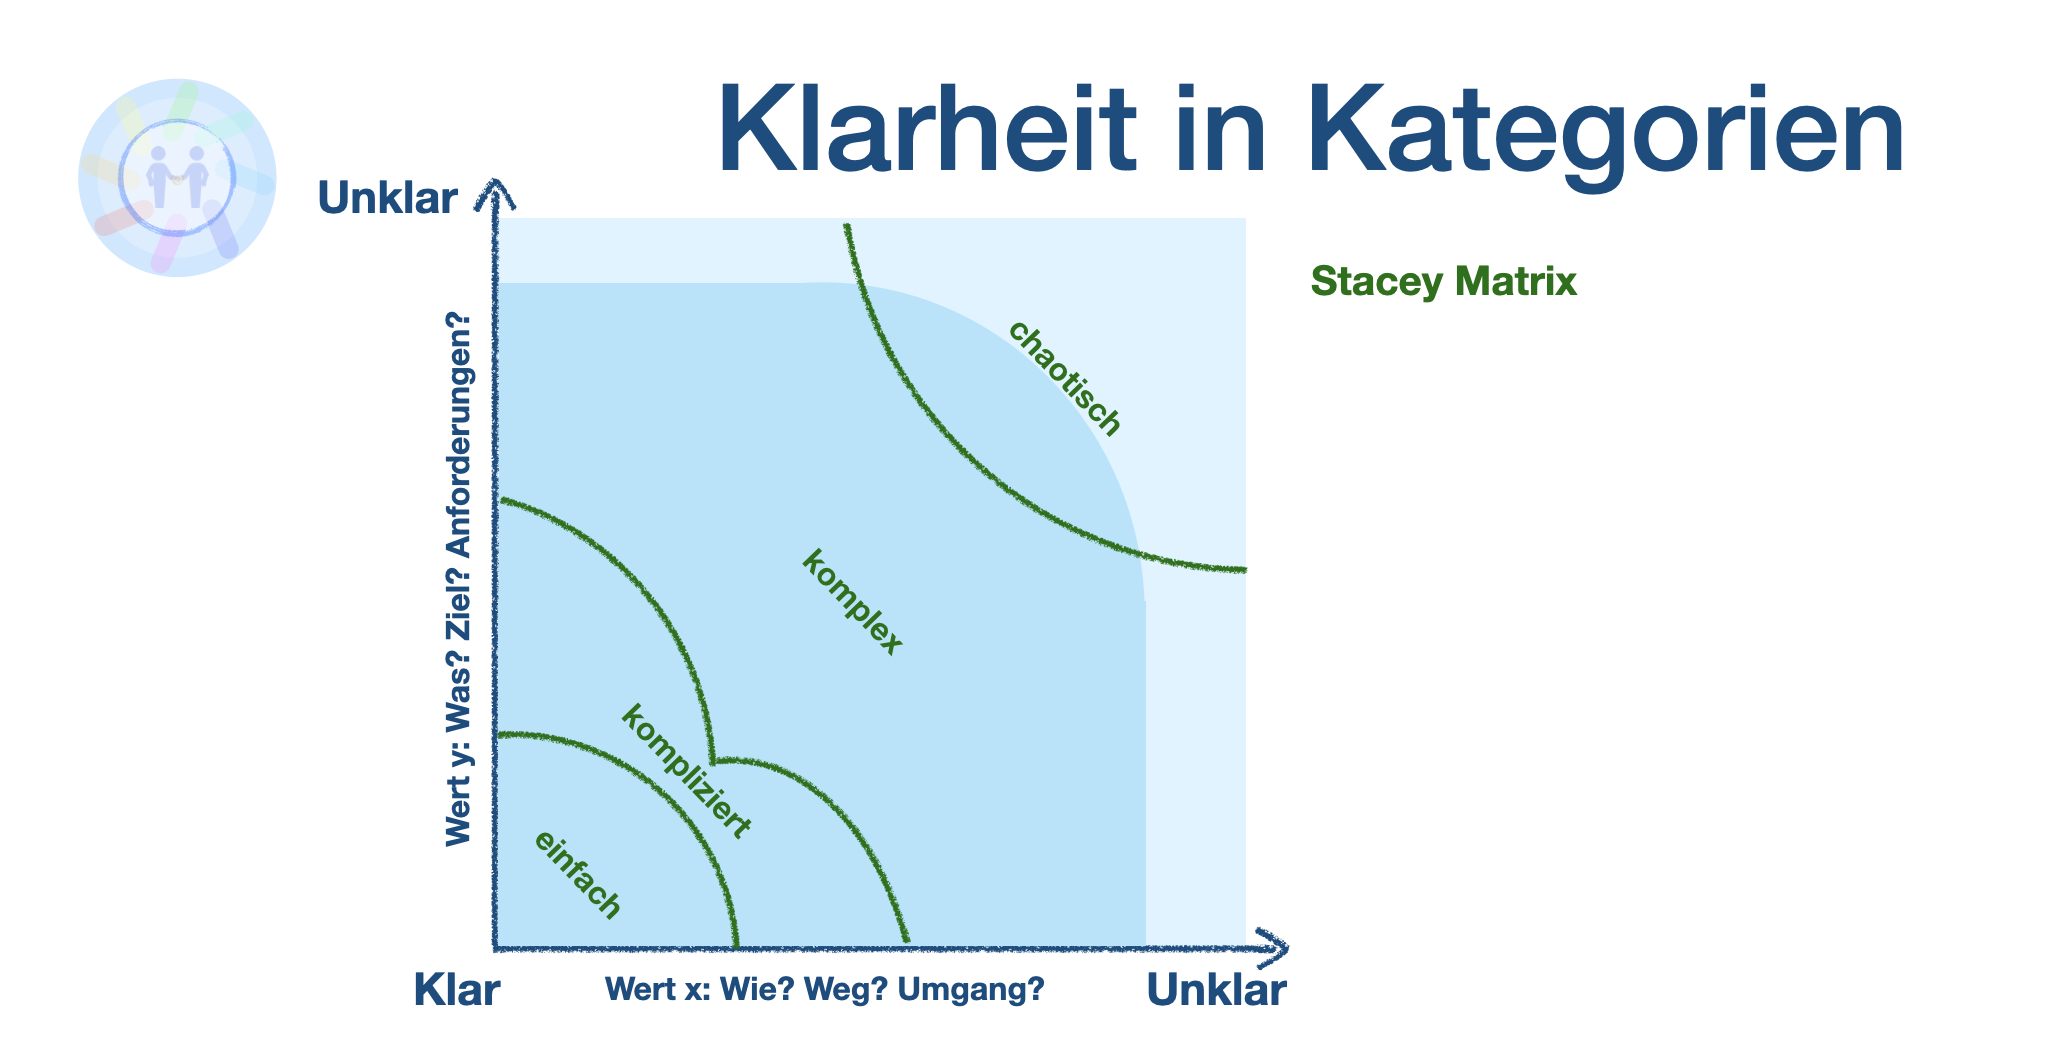 Klarheit in Kategorien
Unklar
Stacey Matrix
Wert y: Was? Ziel? Anforderungen?
chaotisch
komplex
kompliziert
einfach
Klar
Wert x: Wie? Weg? Umgang?
Unklar